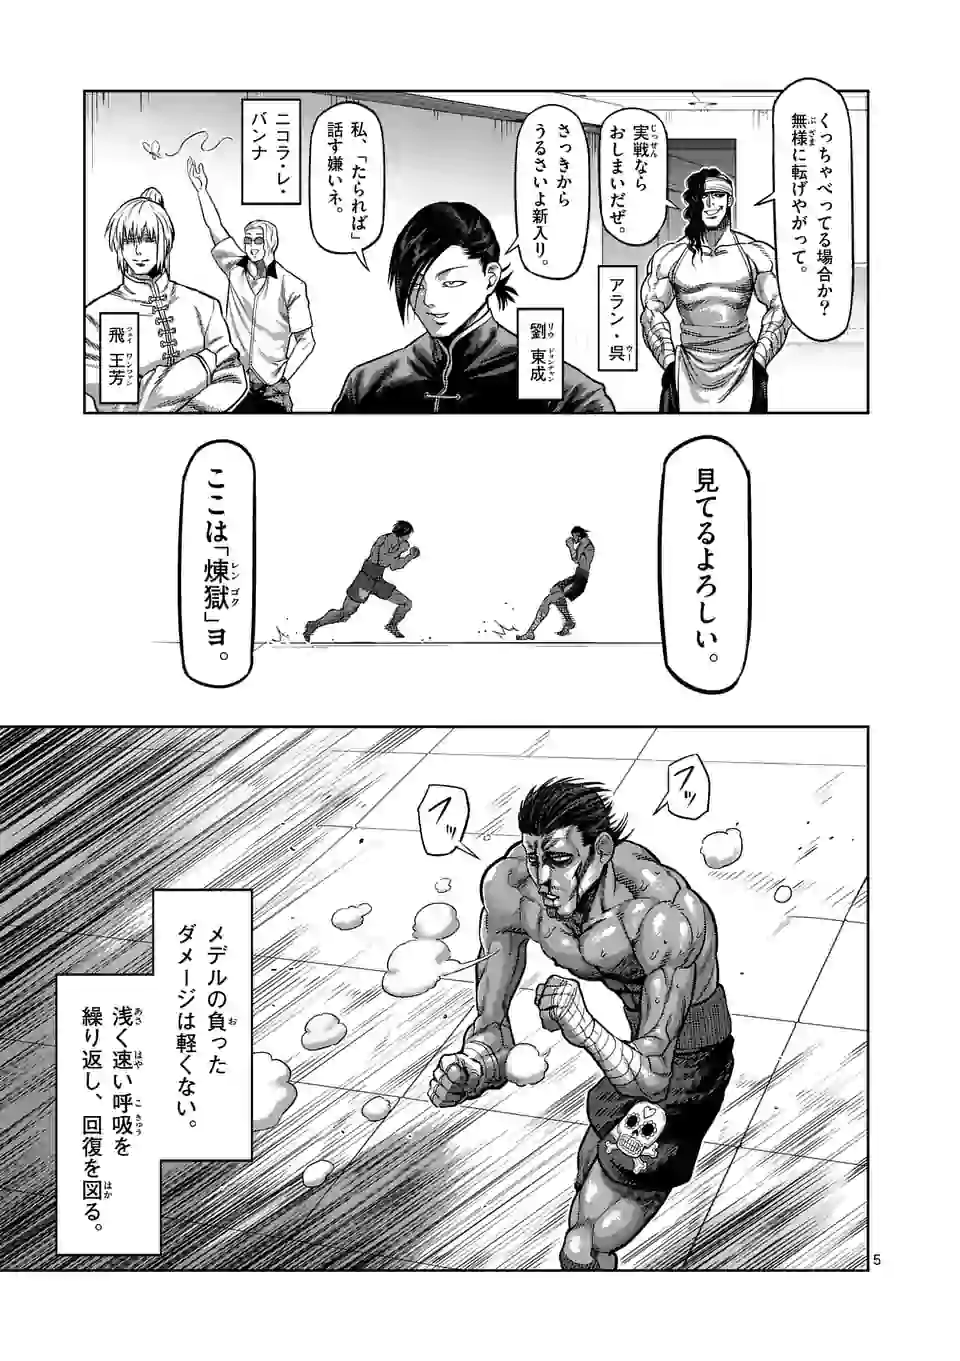 くっちゃべってる場合か?
無様に転げやがって。
実戦なら
おしまいだぜ。
アラン・呉
さっきから
うるさいよ新入り。
劉 東成
私、「たられば」
話す嫌いネ。
ニコラ・レ・
バンナ
飛 王芳
見てるよろしい。
ここは「煉獄」ヨ。
フッ
フッ
メデルの負った
ダメージは軽くない。
浅く速い呼吸を
繰り返し、回復を図る。
5